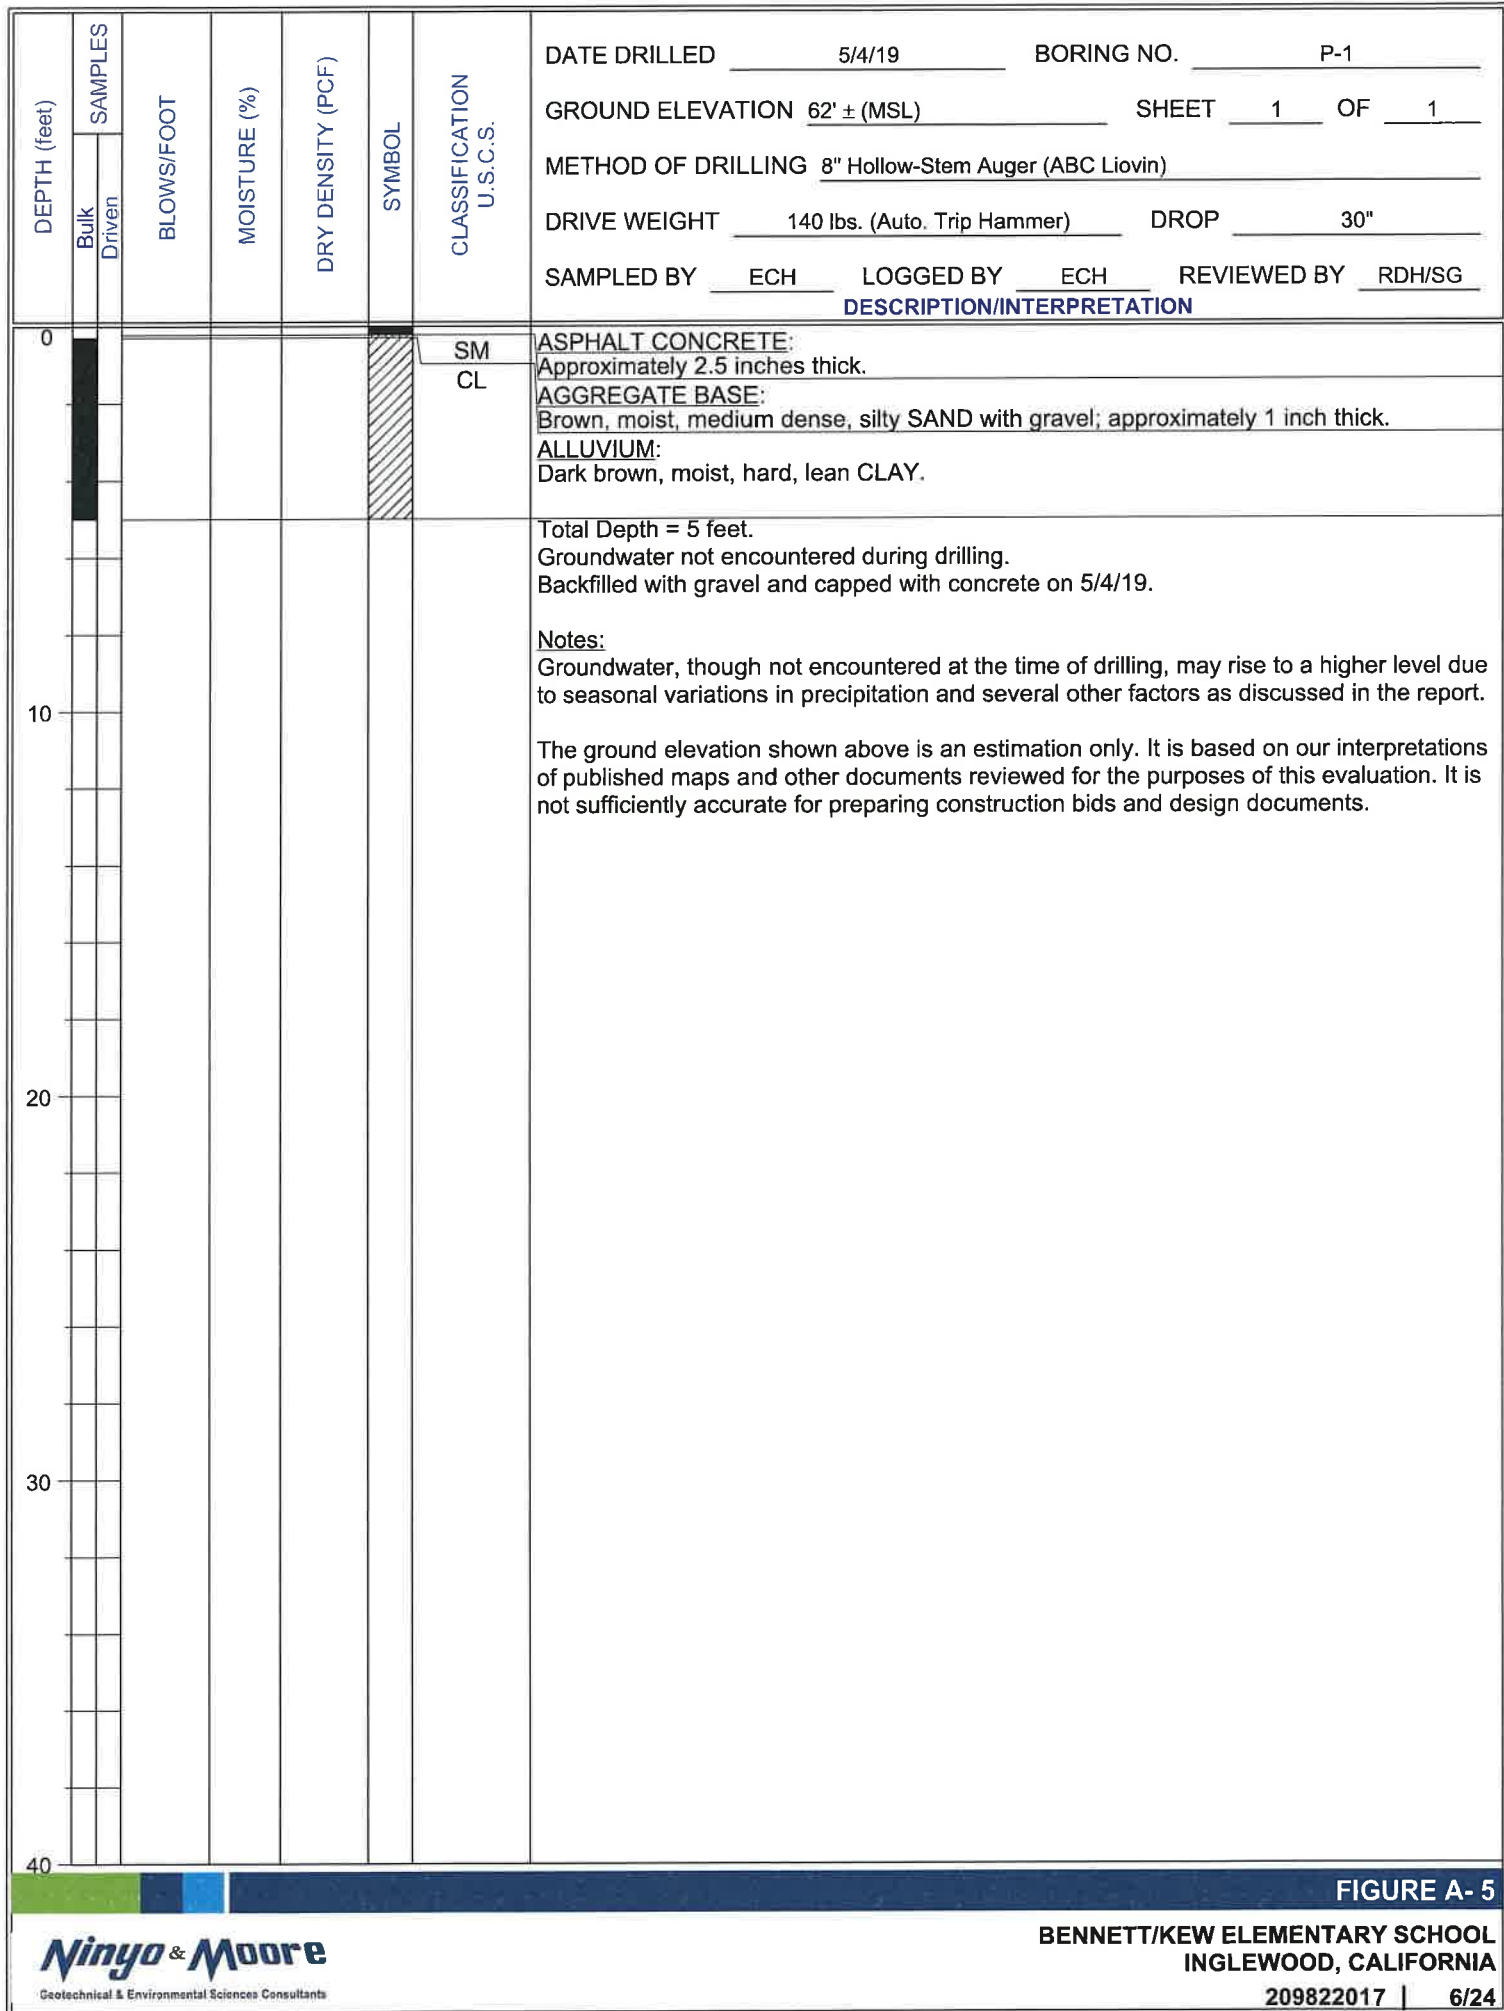 DEPTH (feet)
SAMPLES
Bulk
Driven
BLOWS/FOOT
MOISTURE (%)
DRY DENSITY (PCF)
SYMBOL
CLASSIFICATION
U.S.C.S.
DATE DRILLED 5/4/19 BORING NO. P-1
GROUND ELEVATION 62' ± (MSL) SHEET 1 OF 1
METHOD OF DRILLING 8" Hollow-Stem Auger (ABC Liovin)
DRIVE WEIGHT 140 lbs. (Auto. Trip Hammer) DROP 30"
SAMPLED BY ECH LOGGED BY ECH REVIEWED BY RDH/SG
DESCRIPTION/INTERPRETATION
0
SM
CL
ASPHALT CONCRETE:
Approximately 2.5 inches thick.
AGGREGATE BASE:
Brown, moist, medium dense, silty SAND with gravel; approximately 1 inch thick.
ALLUVIUM:
Dark brown, moist, hard, lean CLAY.
Total Depth = 5 feet.
Groundwater not encountered during drilling.
Backfilled with gravel and capped with concrete on 5/4/19.
Notes:
Groundwater, though not encountered at the time of drilling, may rise to a higher level due
to seasonal variations in precipitation and several other factors as discussed in the report.
10
The ground elevation shown above is an estimation only. It is based on our interpretations
of published maps and other documents reviewed for the purposes of this evaluation. It is
not sufficiently accurate for preparing construction bids and design documents.
20
30
40
FIGURE A- 5
Ninyo & Moore
Geotechnical & Environmental Sciences Consultants
BENNETT/KEW ELEMENTARY SCHOOL
INGLEWOOD, CALIFORNIA
209822017 | 6/24